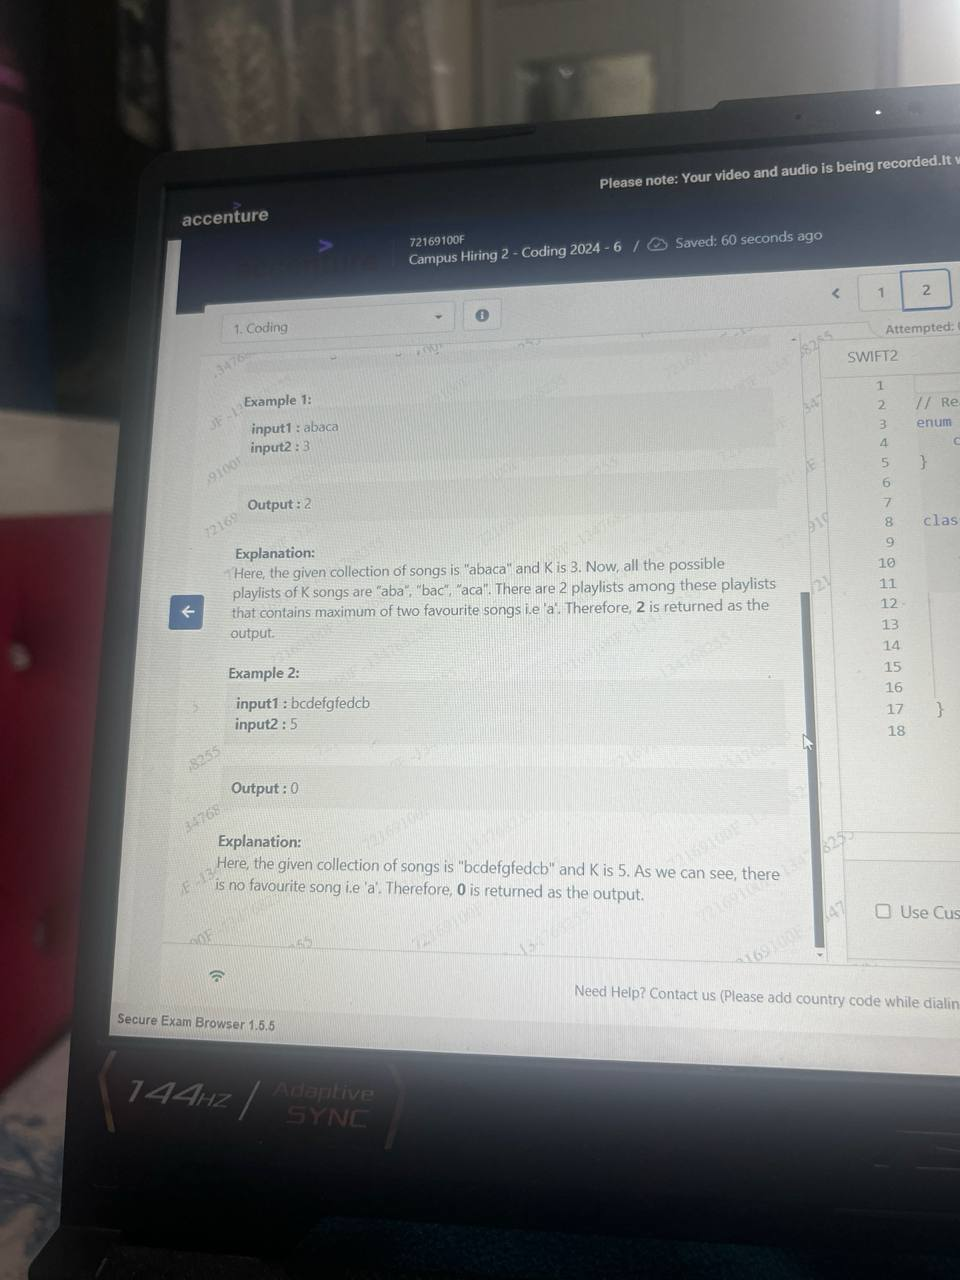 Please note: Your video and audio is being recorded.It
accenture
72169100F
Campus Hiring 2 - Coding 2024 - 6 / Saved: 60 seconds ago
1. Coding
1
2
Attempted:
SWIFT2
Example 1:
input1 : abaca
input2 : 3
Output : 2
Explanation:
Here, the given collection of songs is "abaca" and K is 3. Now, all the possible
playlists of K songs are "aba", "bac", "aca". There are 2 playlists among these playlists
that contains maximum of two favourite songs i.e 'a'. Therefore, 2 is returned as the
output.
Example 2:
input1 : bcdefgfedcb
input2 : 5
Output : 0
Explanation:
Here, the given collection of songs is "bcdefgfedcb" and K is 5. As we can see, there
is no favourite song i.e 'a'. Therefore, 0 is returned as the output.
1
2 // Re
3 enum
4 c
5 }
6
7
8 clas
9
10
11
12
13
14
15
16
17 }
18
Use Cus
Need Help? Contact us (Please add country code while dialin
Secure Exam Browser 1.5.5
144HZ / Adaptive
SYNC